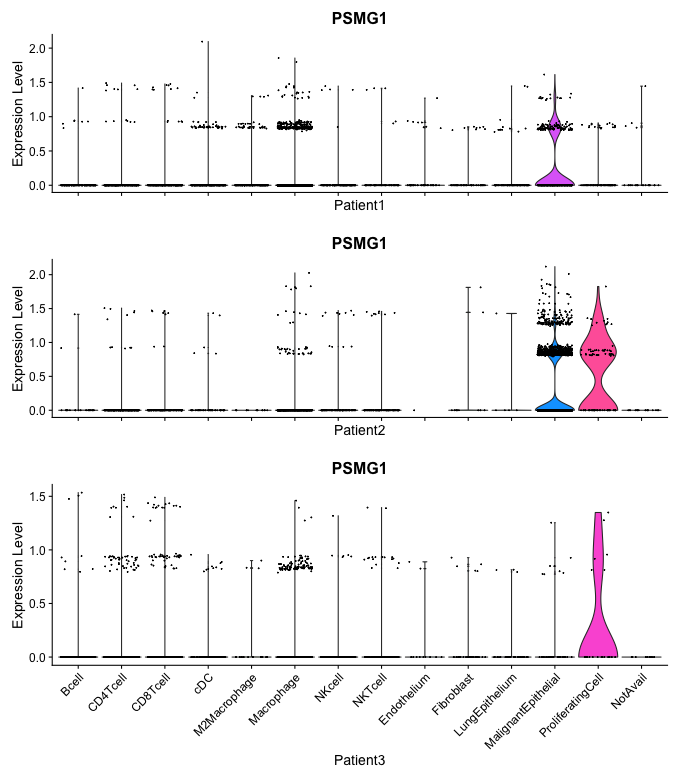 PSMG1
Expression Level
2.0
1.5
1.0
0.5
0.0
Patient1
PSMG1
Expression Level
2.0
1.5
1.0
0.5
0.0
Patient2
PSMG1
Expression Level
1.5
1.0
0.5
0.0
Bcell
CD4Tcell
CD8Tcell
cDC
M2Macrophage
Macrophage
NKcell
NKTcell
Endothelium
Fibroblast
LungEpithelium
MalignantEpithelial
ProliferatingCell
NotAvail
Patient3